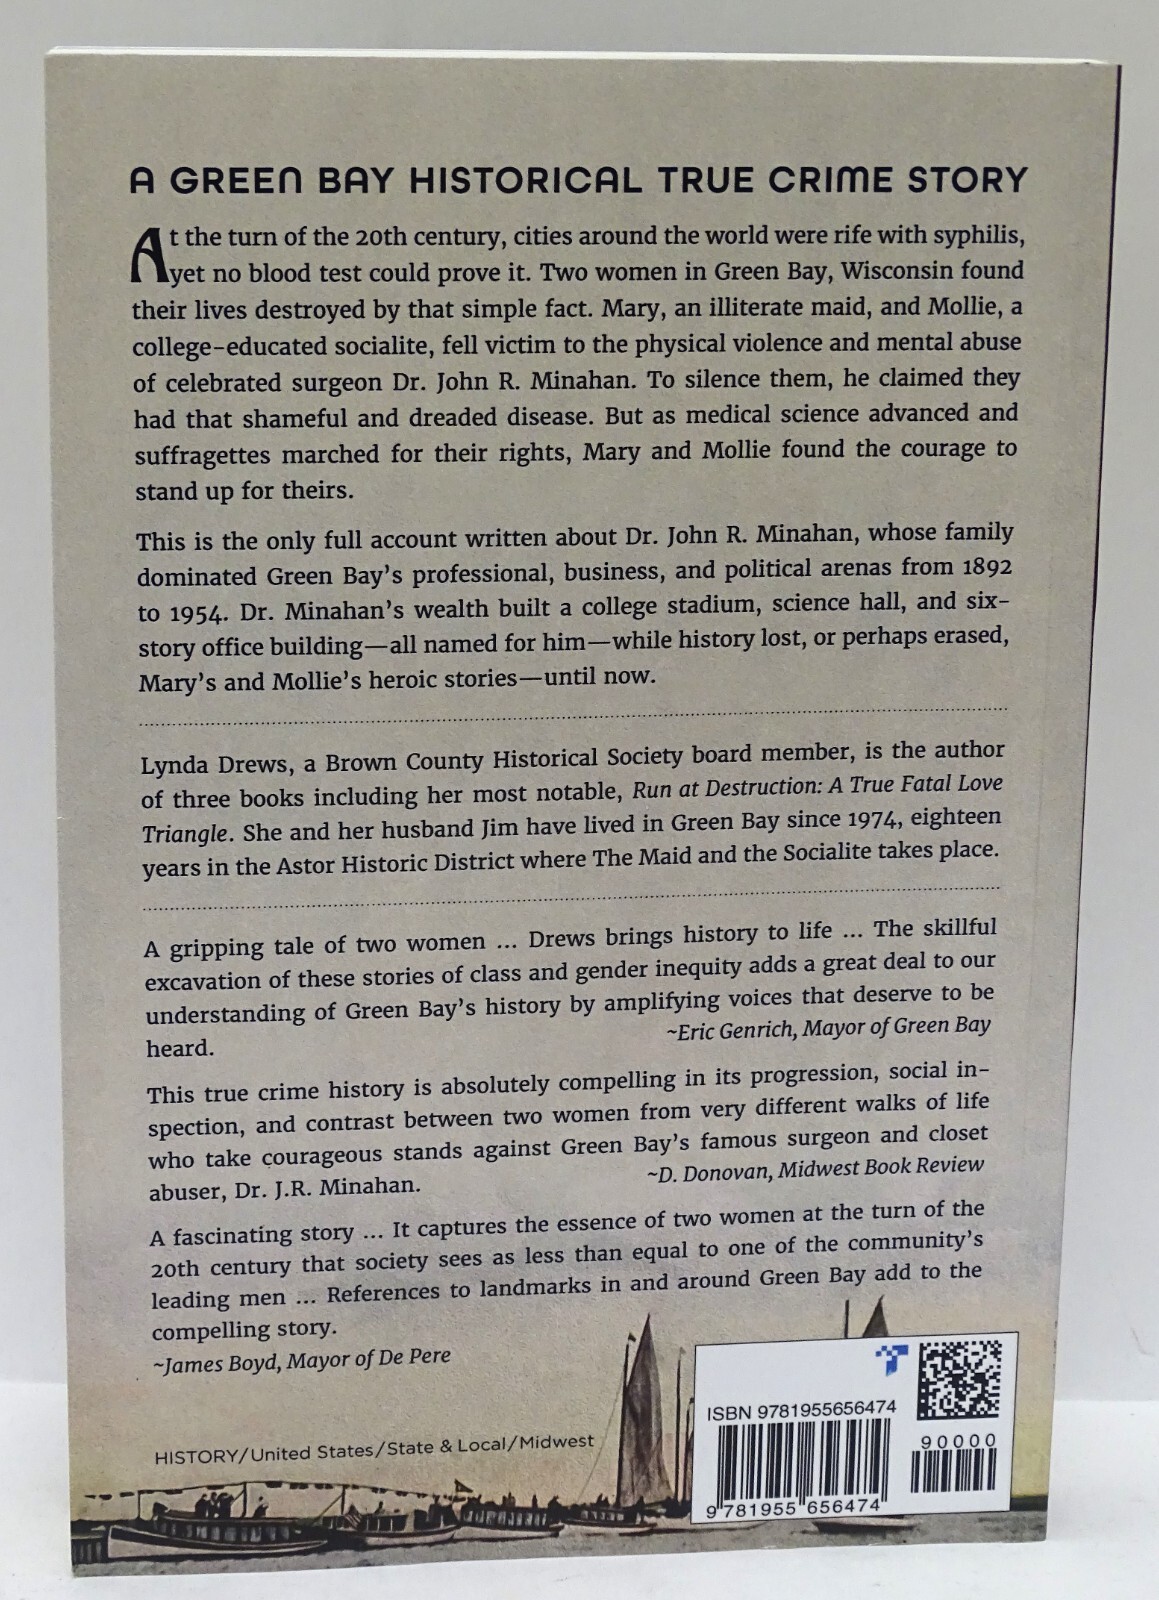 A GREEN BAY HISTORICAL TRUE CRIME STORY
At the turn of the 20th century, cities around the world were rife with syphilis,
yet no blood test could prove it. Two women in Green Bay, Wisconsin found
their lives destroyed by that simple fact. Mary, an illiterate maid, and Mollie, a
college-educated socialite, fell victim to the physical violence and mental abuse
of celebrated surgeon Dr. John R. Minahan. To silence them, he claimed they
had that shameful and dreaded disease. But as medical science advanced and
suffragettes marched for their rights, Mary and Mollie found the courage to
stand up for theirs.
This is the only full account written about Dr. John R. Minahan, whose family
dominated Green Bay's professional, business, and political arenas from 1892
to 1954. Dr. Minahan's wealth built a college stadium, science hall, and six-
story office building—all named for him—while history lost, or perhaps erased,
Mary's and Mollie's heroic stories—until now.
Lynda Drews, a Brown County Historical Society board member, is the author
of three books including her most notable, Run at Destruction: A True Fatal Love
Triangle. She and her husband Jim have lived in Green Bay since 1974, eighteen
years in the Astor Historic District where The Maid and the Socialite takes place.
A gripping tale of two women ... Drews brings history to life ... The skillful
excavation of these stories of class and gender inequity adds a great deal to our
understanding of Green Bay's history by amplifying voices that deserve to be
heard. ~Eric Genrich, Mayor of Green Bay
This true crime history is absolutely compelling in its progression, social in-
spection, and contrast between two women from very different walks of life
who take courageous stands against Green Bay's famous surgeon and closet
abuser, Dr. J.R. Minahan. ~D. Donovan, Midwest Book Review
A fascinating story ... It captures the essence of two women at the turn of the
20th century that society sees as less than equal to one of the community's
leading men ... References to landmarks in and around Green Bay add to the
compelling story.
~James Boyd, Mayor of De Pere
HISTORY/United States/State & Local/Midwest
ISBN 9781955656474
90000
9 781955 656474